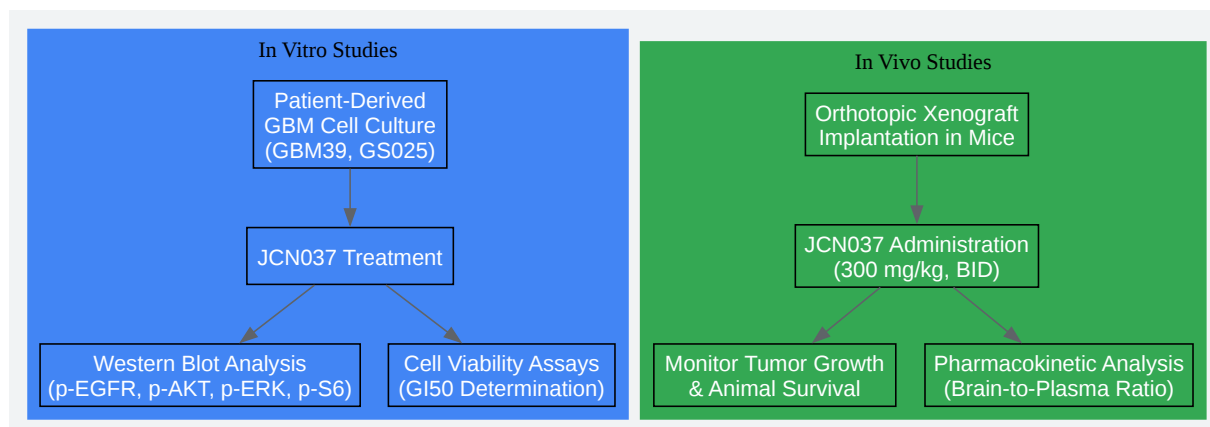 In Vitro Studies
Patient-Derived
GBM Cell Culture
(GBM39, GS025)
JCN037 Treatment
Western Blot Analysis
(p-EGFR, p-AKT, p-ERK, p-S6)
Cell Viability Assays
(GI50 Determination)
In Vivo Studies
Orthotopic Xenograft
Implantation in Mice
JCN037 Administration
(300 mg/kg, BID)
Monitor Tumor Growth
& Animal Survival
Pharmacokinetic Analysis
(Brain-to-Plasma Ratio)